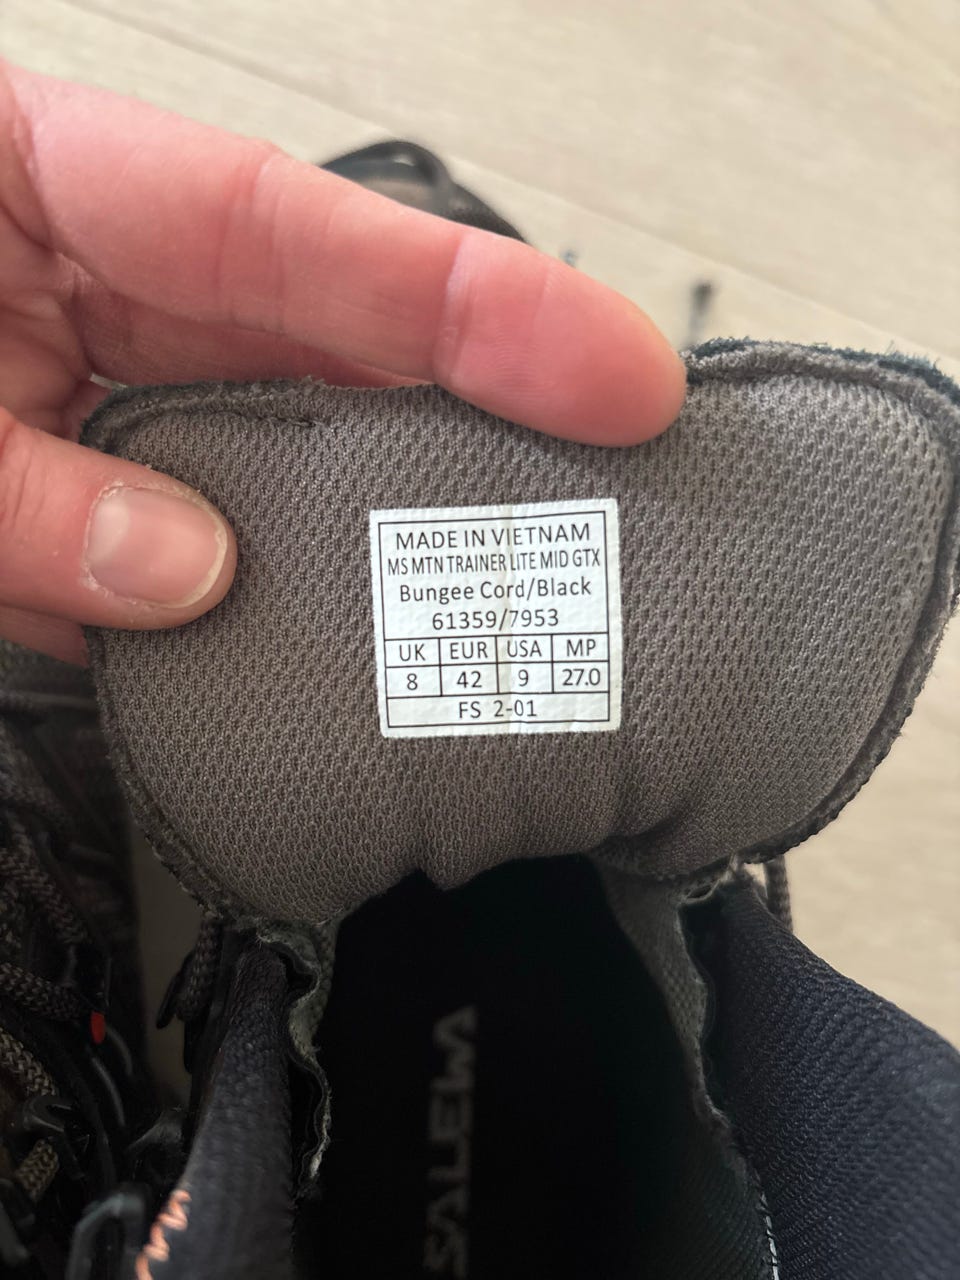 MADE IN VIETNAM
MS MTN TRAINER LITE MID GTX
Bungee Cord/Black
61359/7953
UK EUR USA MP
8 42 9 27.0
FS 2-01
SALEWA